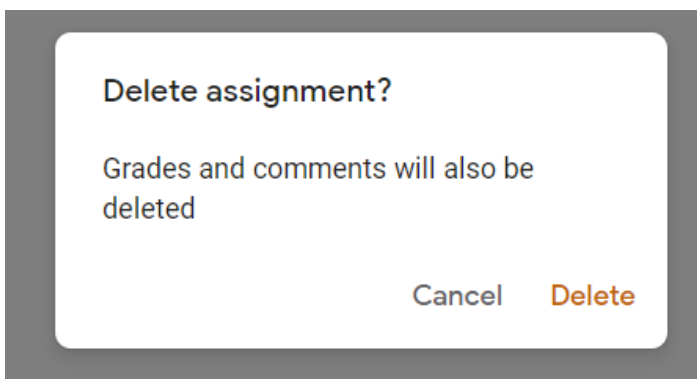 Delete assignment?
Grades and comments will also be
deleted
Cancel Delete